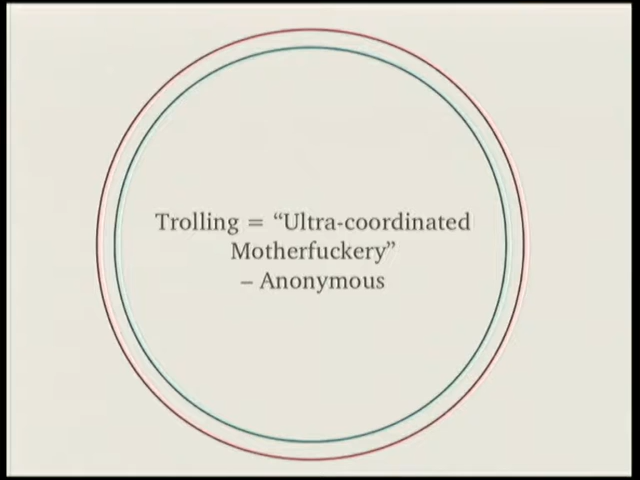 Trolling = “Ultra-coordinated
Motherfuckery”
– Anonymous